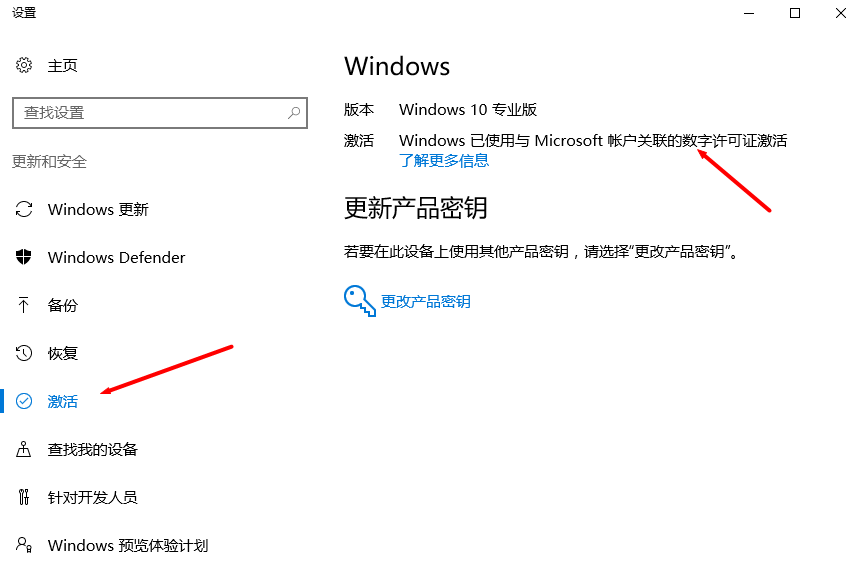 设置
主页
查找设置
更新和安全
Windows 更新
Windows Defender
备份
恢复
激活
查找我的设备
针对开发人员
Windows 预览体验计划
Windows
版本 Windows 10 专业版
激活 Windows 已使用与 Microsoft 帐户关联的数字许可证激活
了解更多信息
更新产品密钥
若要在此设备上使用其他产品密钥，请选择“更改产品密钥”。
更改产品密钥